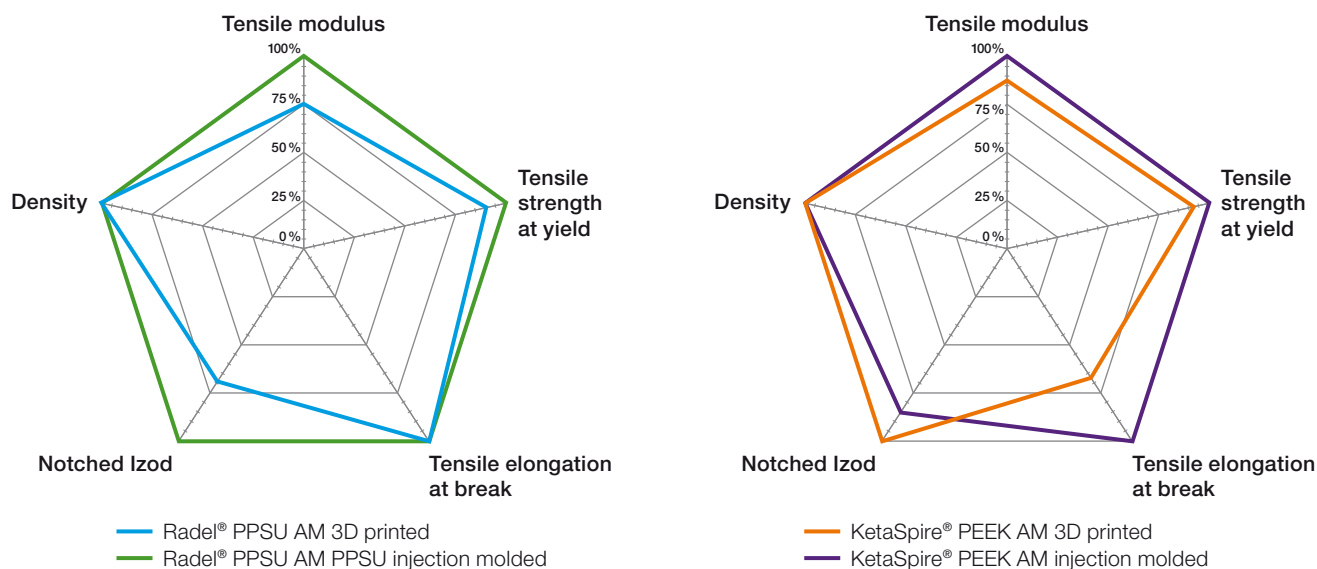 Tensile modulus
100%
75 %
50 %
25 %
0 %
Density
Tensile
strength
at yield
Notched Izod
Tensile elongation
at break
Radel® PPSU AM 3D printed
Radel® PPSU AM PPSU injection molded
Tensile modulus
100%
75 %
50 %
25 %
0 %
Density
Tensile
strength
at yield
Notched Izod
Tensile elongation
at break
KetaSpire® PEEK AM 3D printed
KetaSpire® PEEK AM injection molded